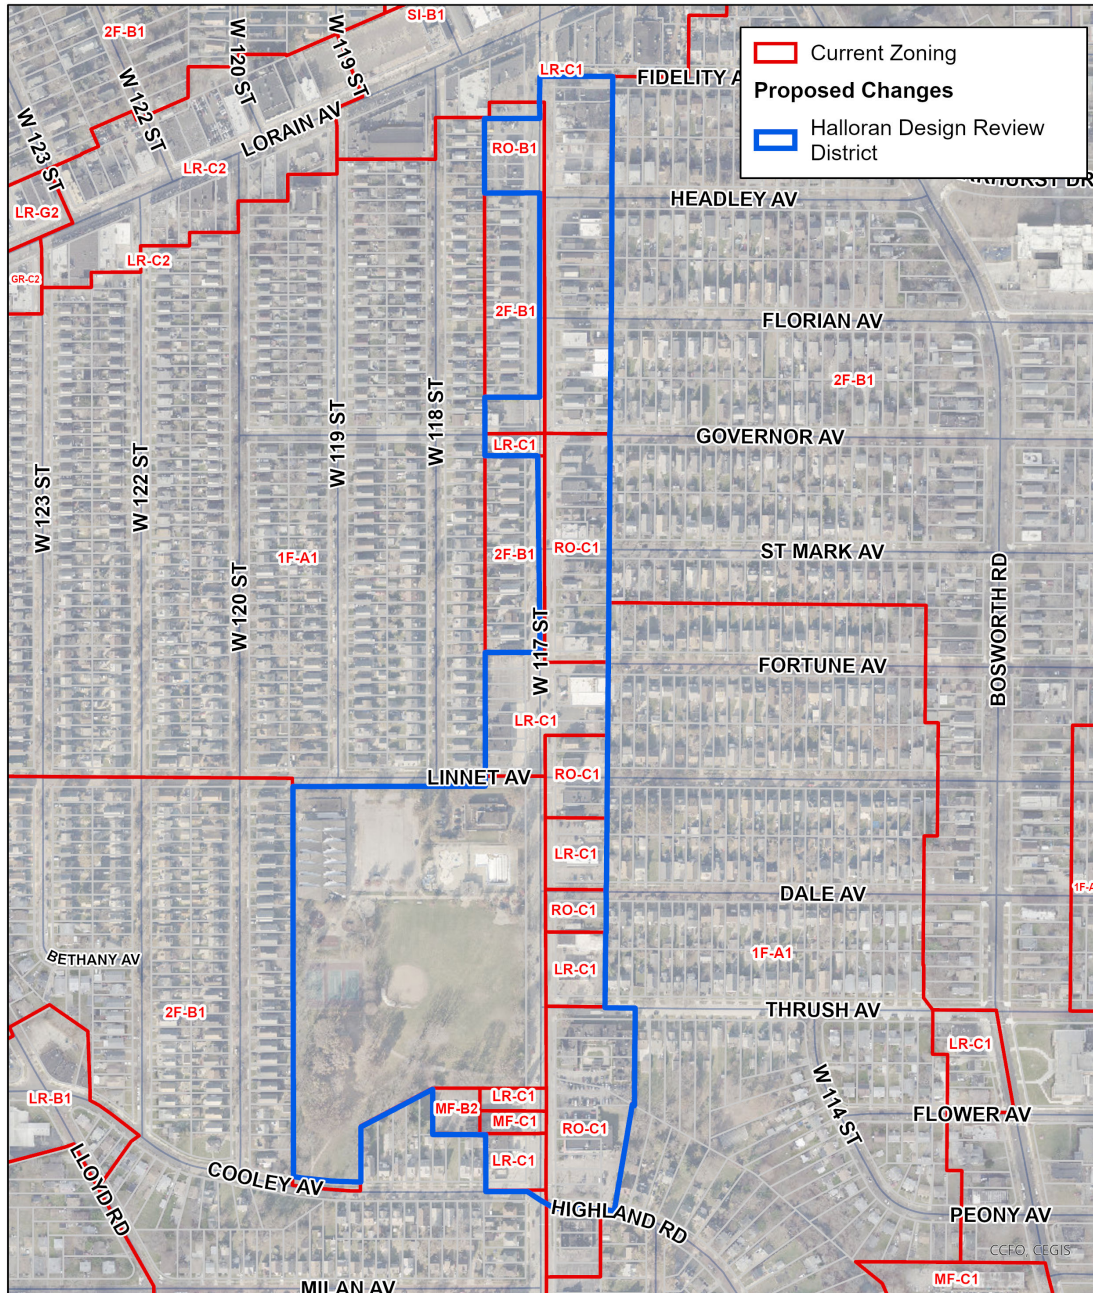 SI-B1
2F-B1
W 120 ST
W 119 ST
W 122 ST
W 123 ST
LORAIN AV
LR-C1
FIDELITY A
Current Zoning
Proposed Changes
Halloran Design Review
District
RO-B1
LR-C2
HEADLEY AV
LR-G2
LR-C2
GR-C2
2F-B1
FLORIAN AV
2F-B1
W 119 ST
W 118 ST
GOVERNOR AV
LR-C1
W 123 ST
W 122 ST
1F-A1
2F-B1
RO-C1
ST MARK AV
W 120 ST
BOSWORTH RD
W 117 ST
FORTUNE AV
LR-C1
LINNET AV
RO-C1
LR-C1
DALE AV
1F-A
RO-C1
BETHANY AV
LR-C1
1F-A1
2F-B1
THRUSH AV
LR-C1
LR-B1
LR-C1
MF-B2
MF-C1
RO-C1
W 114 ST
FLOWER AV
LR-C1
LLOYD RD
COOLEY AV
HIGHLAND RD
PEONY AV
CCFO, CEGIS
MF-C1
MILAN AV